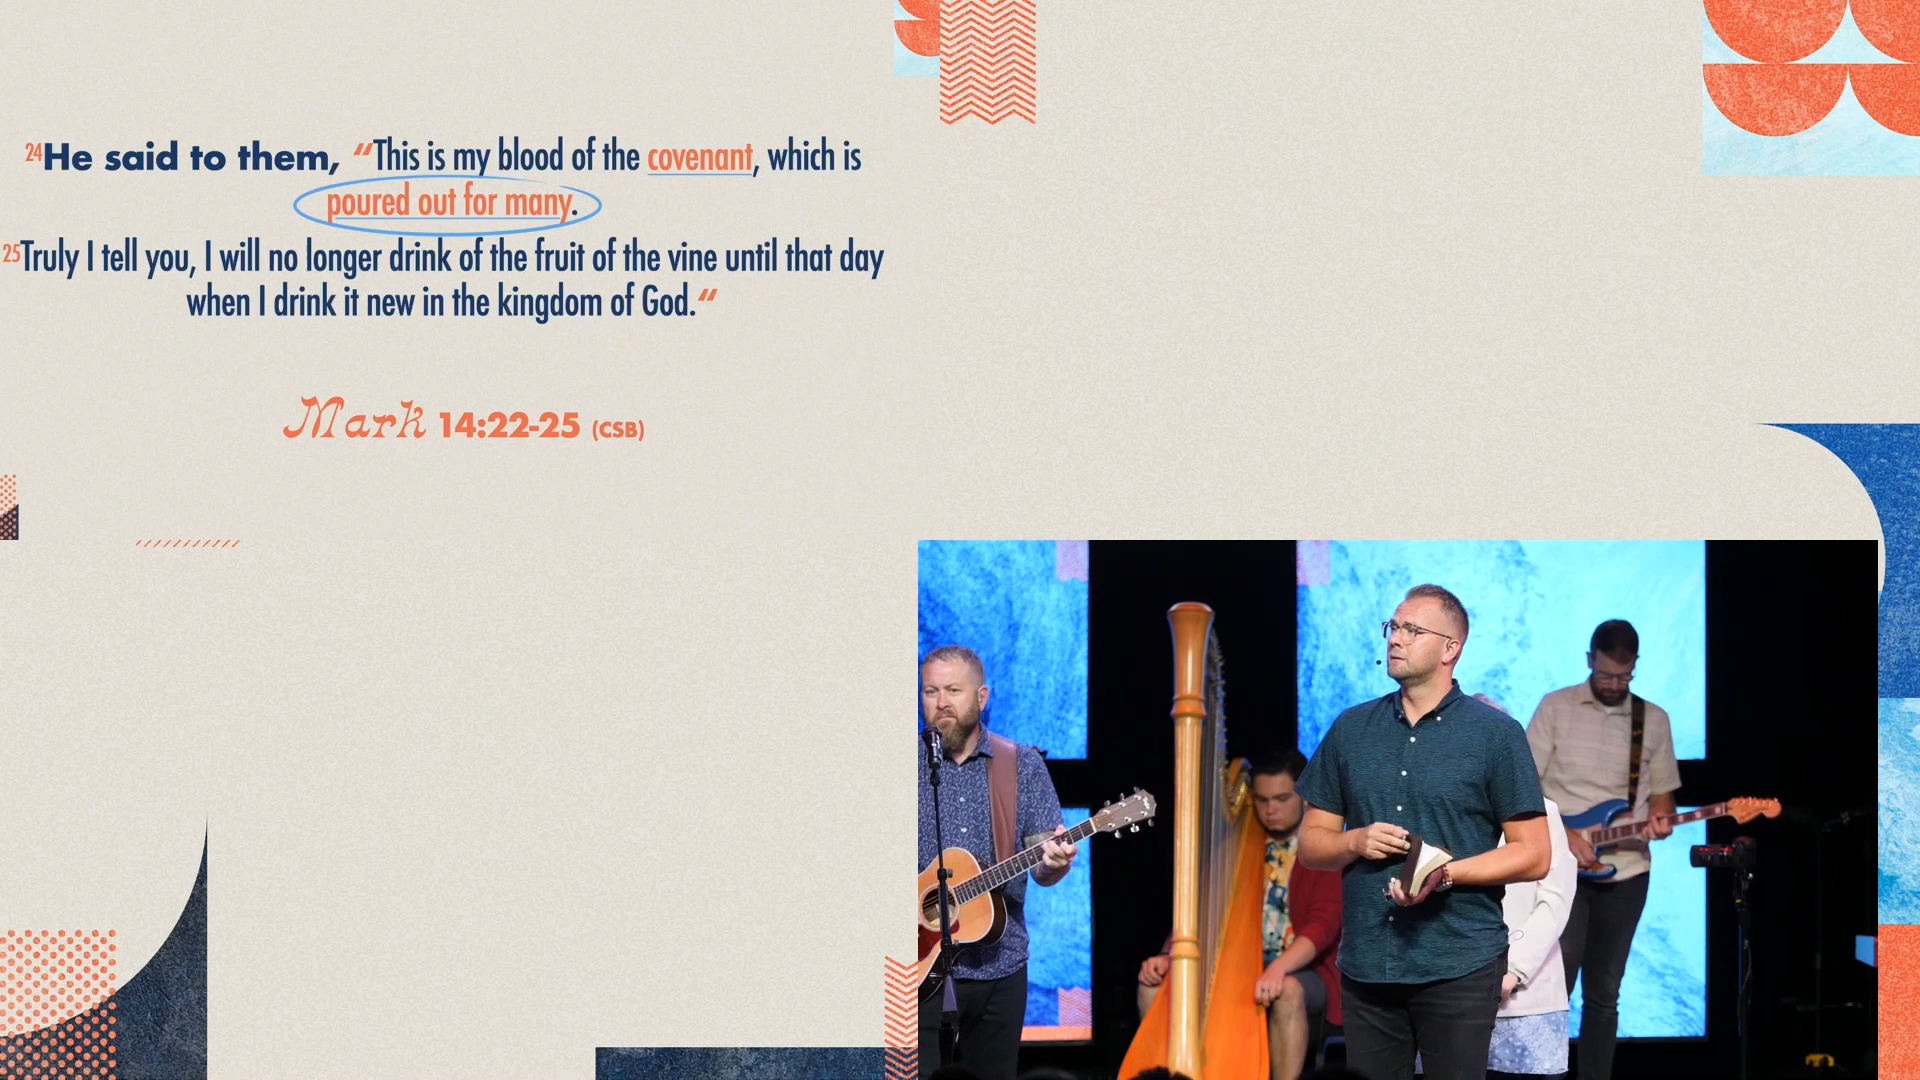 24He said to them, “This is my blood of the covenant, which is
poured out for many.
25Truly I tell you, I will no longer drink of the fruit of the vine until that day
when I drink it new in the kingdom of God.“
Mark 14:22-25 (CSB)